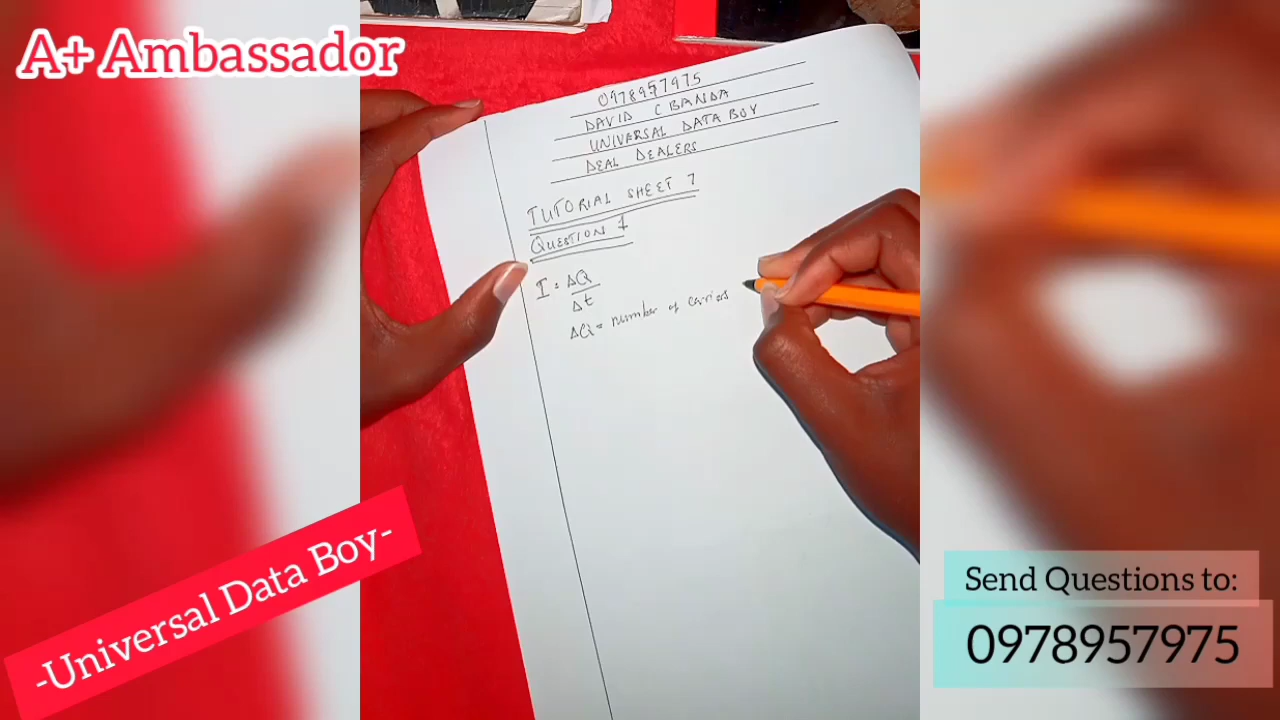 A+ Ambassador
0978957975
DAVID C BANDA
UNIVARSAL DATA BOY
DEAL DEALERS
TUTORIAL SHEET 7
QUESTION 1
I = ΔQ
Δt
ΔQ = number of carriers
-Universal Data Boy-
Send Questions to:
0978957975